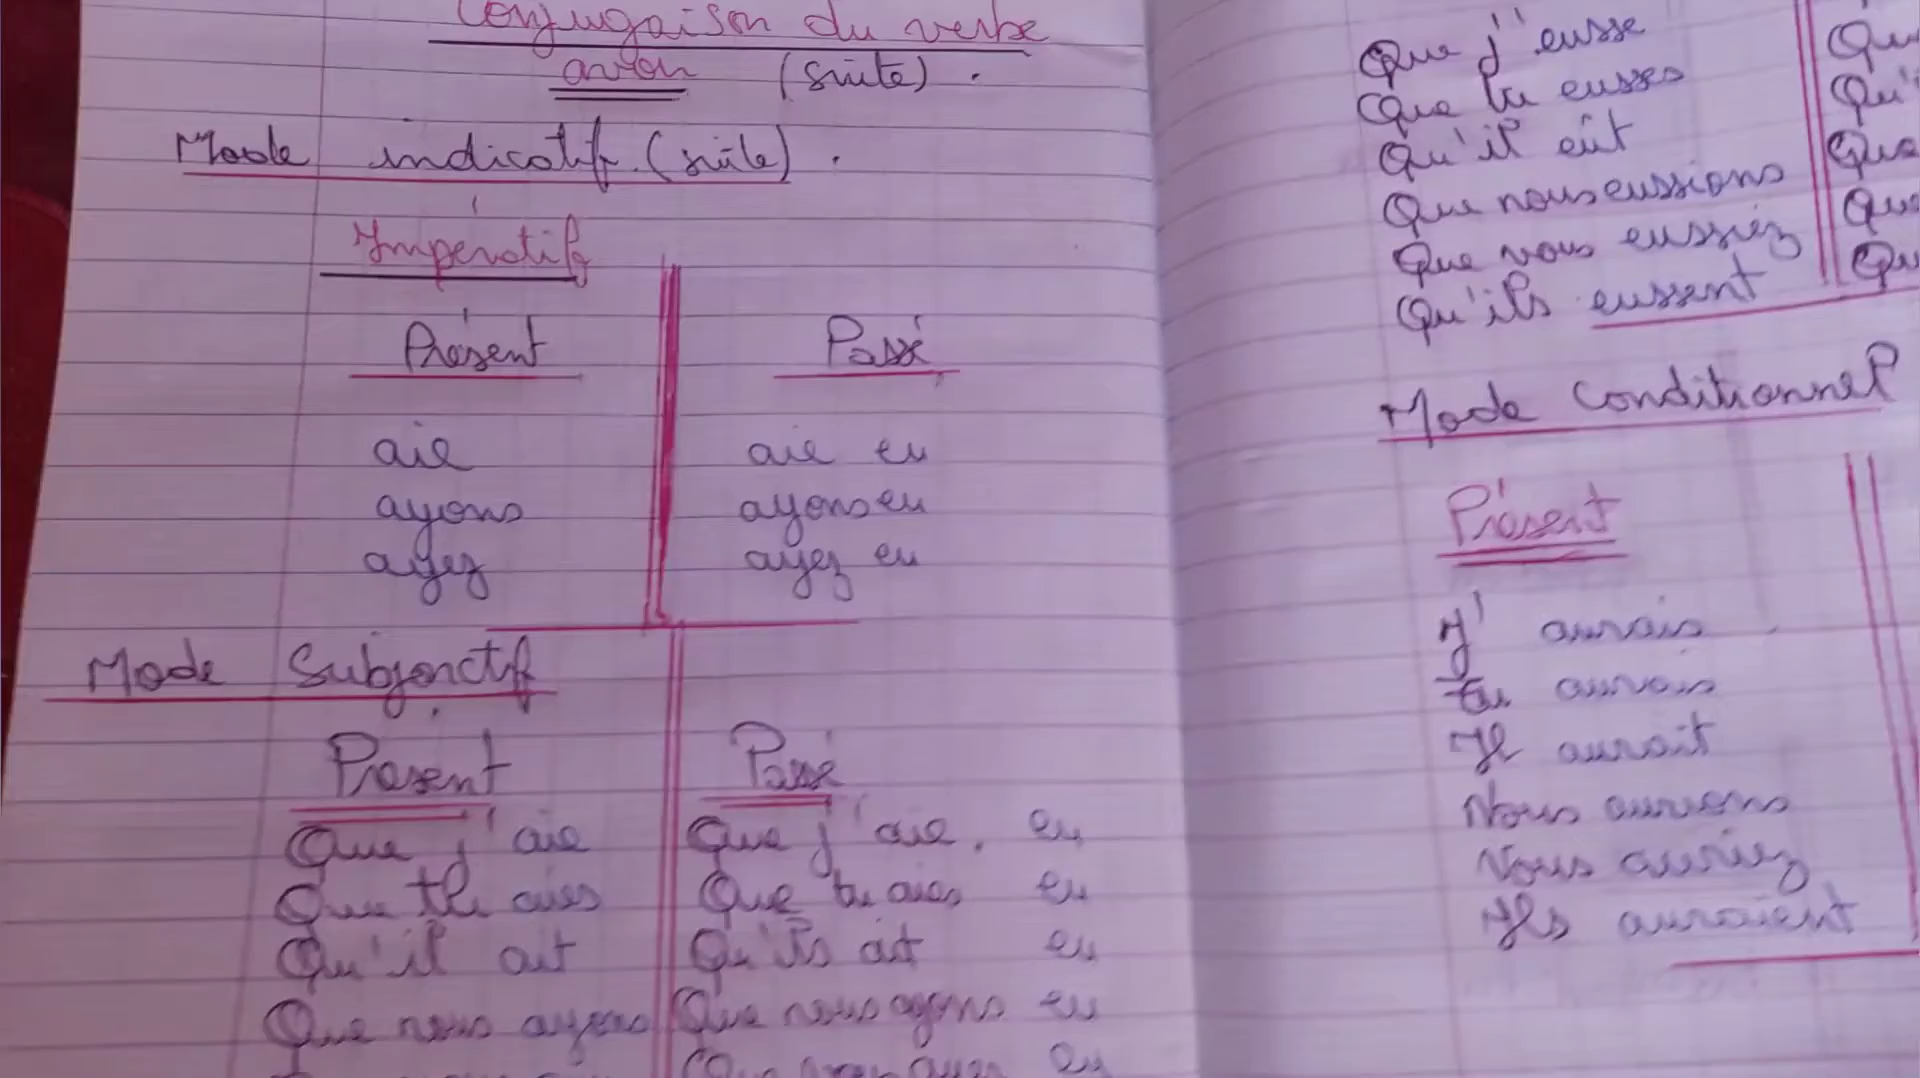 Conjugaison du verbe
avoir (suite).
Mode indicatif (suite).
Impératif
Présent Passé
aie aie eu
ayons ayons eu
ayez ayez eu
Mode Subjonctif
Présent Passé
Que j'aie Que j'aie, eu
Que tu aies Que tu aies eu
Qu'il ait Qu'ils ait eu
Que nous ayons Que nous ayons eu
eu
Que j'eusse
Que tu eusses
Qu'il eût
Que nous eussions
Que vous eussiez
Qu'ils eussent
Mode Conditionnel
Présent
J' aurais
tu aurais
Il aurait
Nous aurions
Vous auriez
Ils auraient